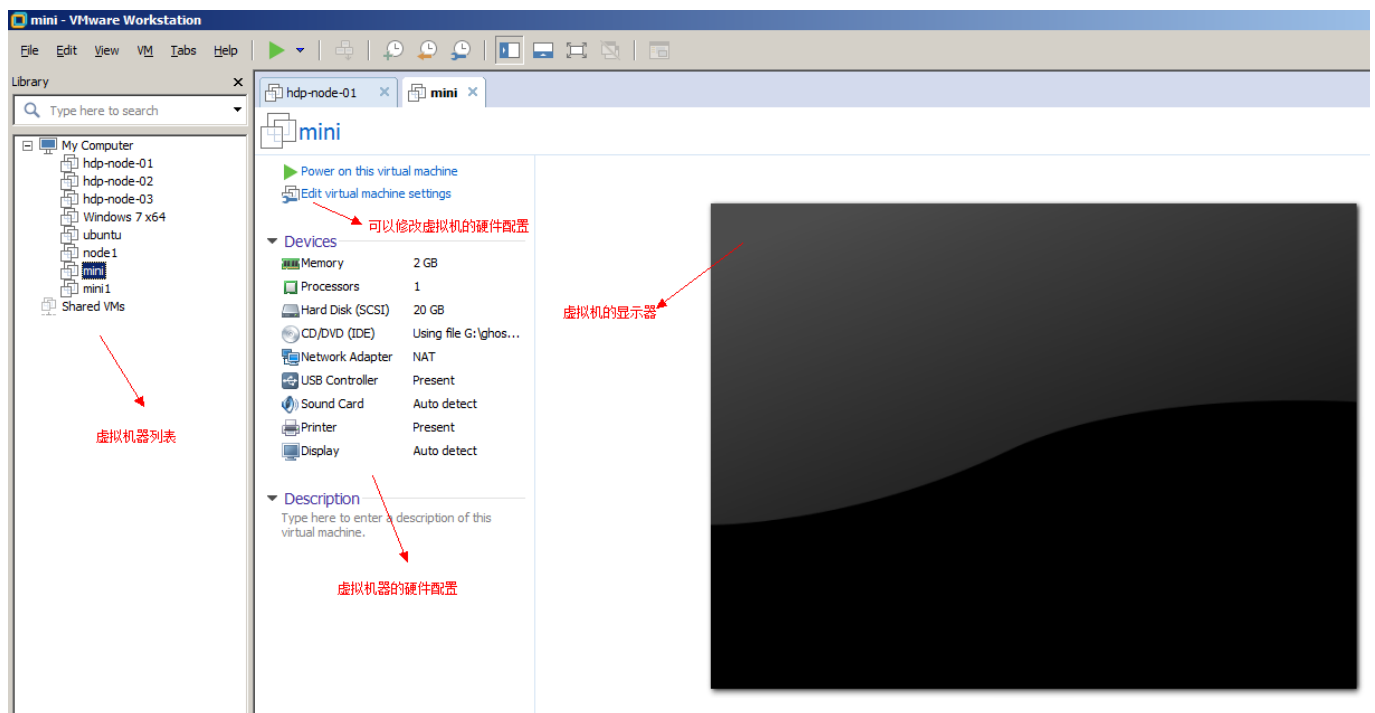 mini - VMware Workstation
File Edit View VM Tabs Help
Library
Type here to search
My Computer
hdp-node-01
hdp-node-02
hdp-node-03
Windows 7 x64
ubuntu
node1
mini
mini1
Shared VMs
虚拟机器列表
hdp-node-01
mini
mini
Power on this virtual machine
Edit virtual machine settings
可以修改虚拟机的硬件配置
Devices
Memory 2 GB
Processors 1
Hard Disk (SCSI) 20 GB
CD/DVD (IDE) Using file G:\ghos...
Network Adapter NAT
USB Controller Present
Sound Card Auto detect
Printer Present
Display Auto detect
Description
Type here to enter a description of this
virtual machine.
虚拟机器的硬件配置
虚拟机的显示器